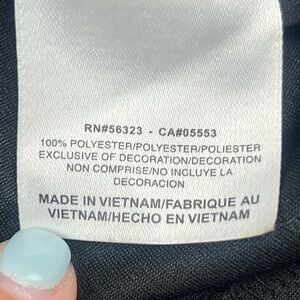 RN#56323 - CA#05553
100% POLYESTER/POLYESTER/POLIESTER
EXCLUSIVE OF DECORATION/DECORATION
NON COMPRISE/NO INCLUYE LA
DECORACION
MADE IN VIETNAM/FABRIQUE AU
VIETNAM/HECHO EN VIETNAM